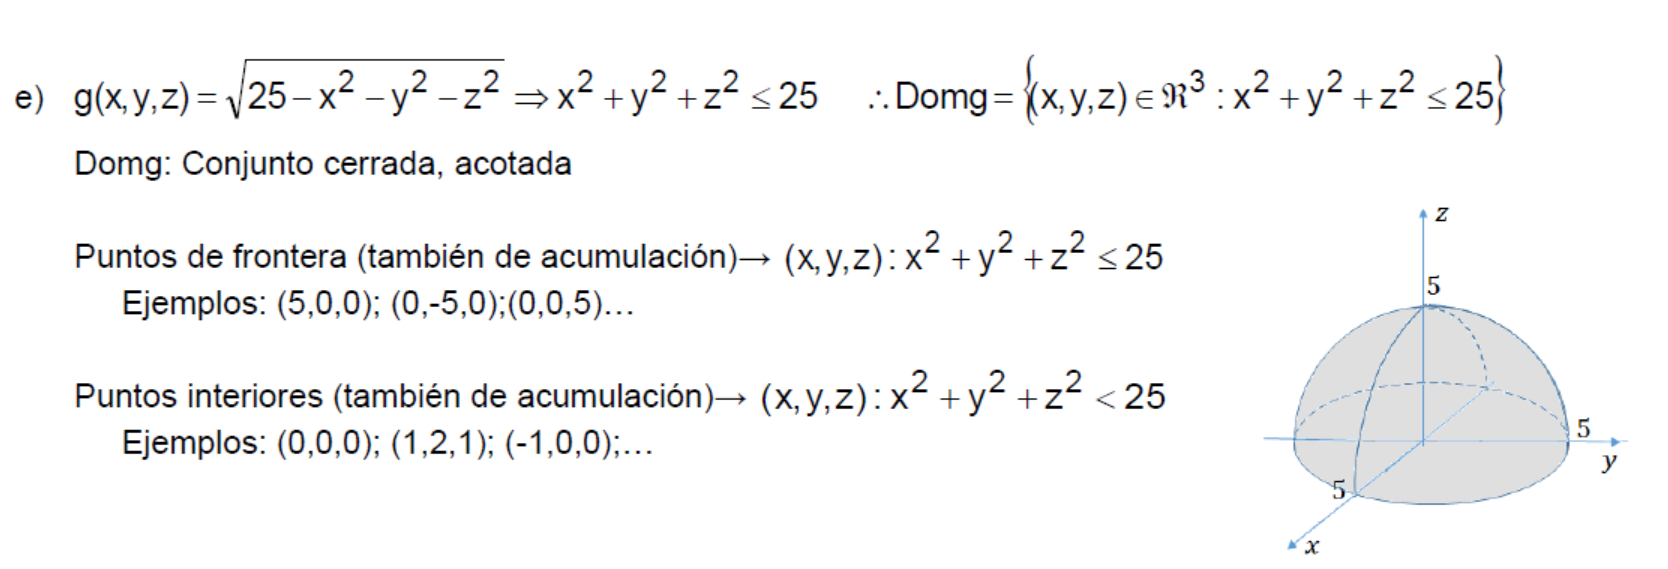 e) g(x,y,z) = √(25 − x² − y² − z²) ⇒ x² + y² + z² ≤ 25 ∴ Domg = {(x,y,z) ∈ ℜ³ : x² + y² + z² ≤ 25}
Domg: Conjunto cerrada, acotada
Puntos de frontera (también de acumulación)→ (x,y,z) : x² + y² + z² ≤ 25
Ejemplos: (5,0,0); (0,-5,0);(0,0,5)...
Puntos interiores (también de acumulación)→ (x,y,z) : x² + y² + z² < 25
Ejemplos: (0,0,0); (1,2,1); (-1,0,0);...
z
5
5
y
5
x